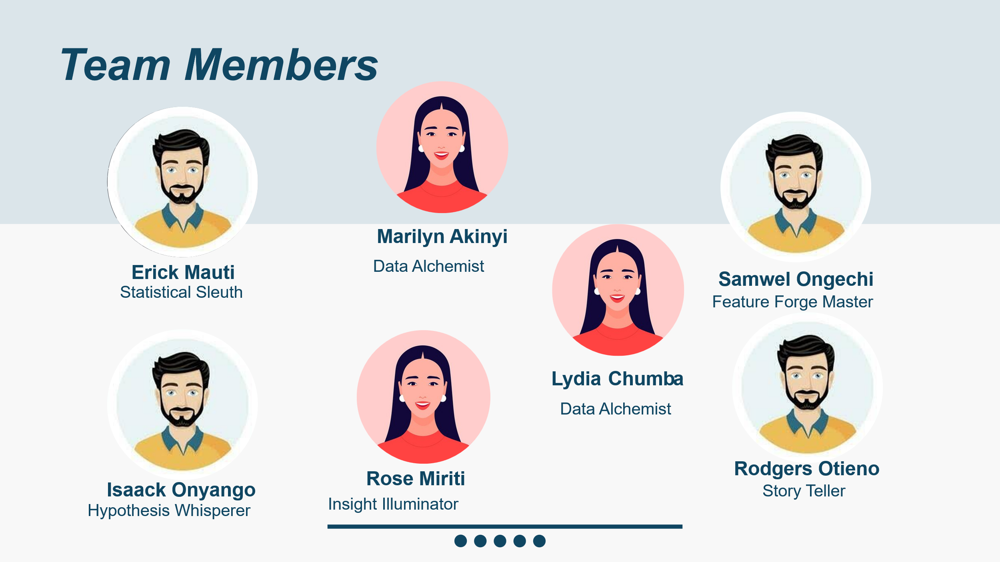 Team Members
Marilyn Akinyi
Data Alchemist
Erick Mauti
Statistical Sleuth
Samwel Ongechi
Feature Forge Master
Lydia Chumba
Data Alchemist
Isaack Onyango
Hypothesis Whisperer
Rose Miriti
Insight Illuminator
Rodgers Otieno
Story Teller